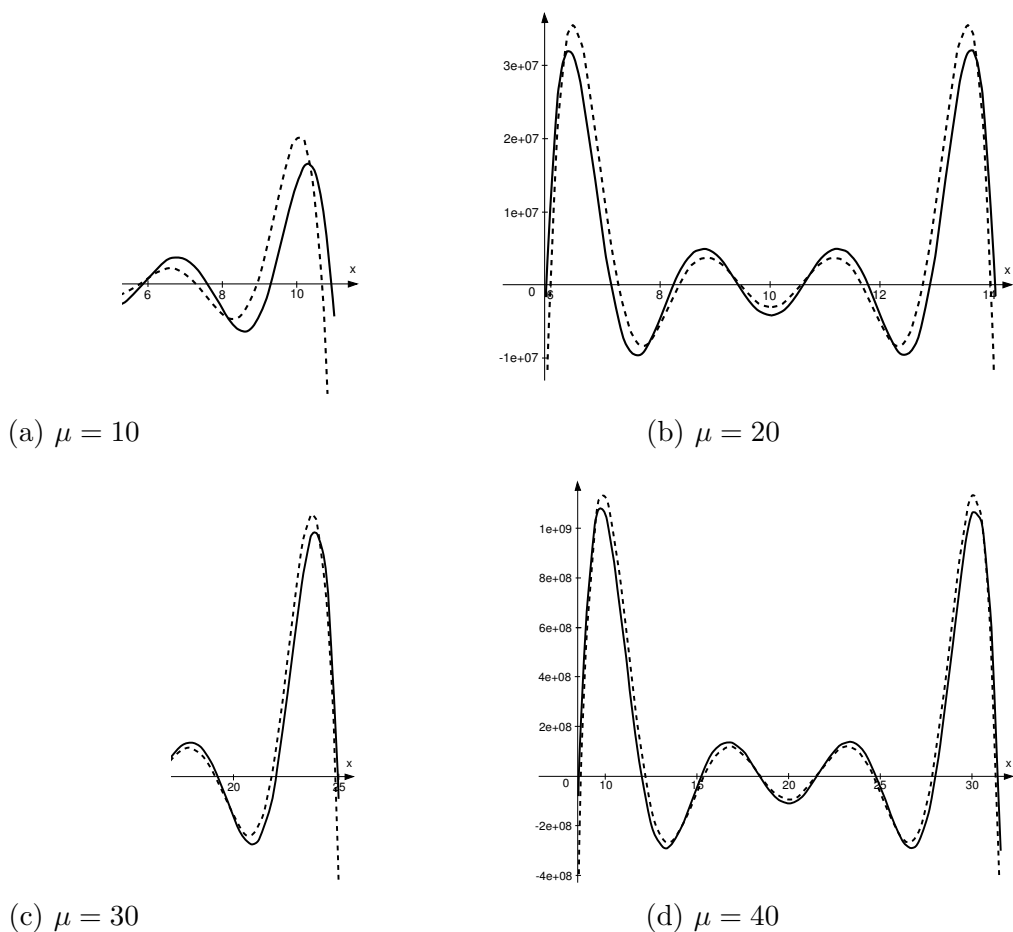 x
6
8
10
3e+07
2e+07
1e+07
0
-1e+07
6
8
10
12
14
x
(a) μ = 10
(b) μ = 20
x
20
25
1e+09
8e+08
6e+08
4e+08
2e+08
0
-2e+08
-4e+08
10
15
20
25
30
x
(c) μ = 30
(d) μ = 40